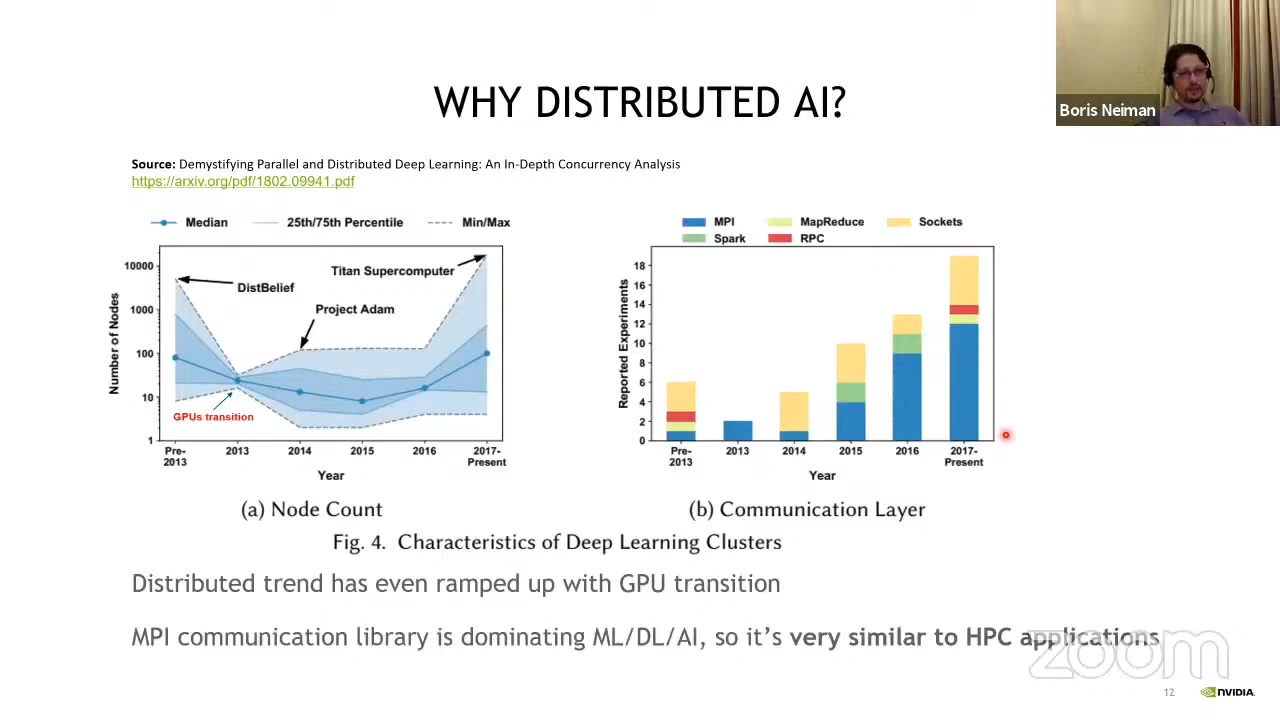 Boris Neiman
WHY DISTRIBUTED AI?
Source: Demystifying Parallel and Distributed Deep Learning: An In-Depth Concurrency Analysis
https://arxiv.org/pdf/1802.09941.pdf
Median 25th/75th Percentile Min/Max
Number of Nodes
10000
1000
100
10
1
DistBelief
Titan Supercomputer
Project Adam
GPUs transition
Pre-2013 2013 2014 2015 2016 2017-Present
Year
(a) Node Count
MPI MapReduce Sockets
Spark RPC
Reported Experiments
18
16
14
12
10
8
6
4
2
0
Pre-2013 2013 2014 2015 2016 2017-Present
Year
(b) Communication Layer
Fig. 4. Characteristics of Deep Learning Clusters
Distributed trend has even ramped up with GPU transition
MPI communication library is dominating ML/DL/AI, so it's very similar to HPC applications
zoom
12 NVIDIA.